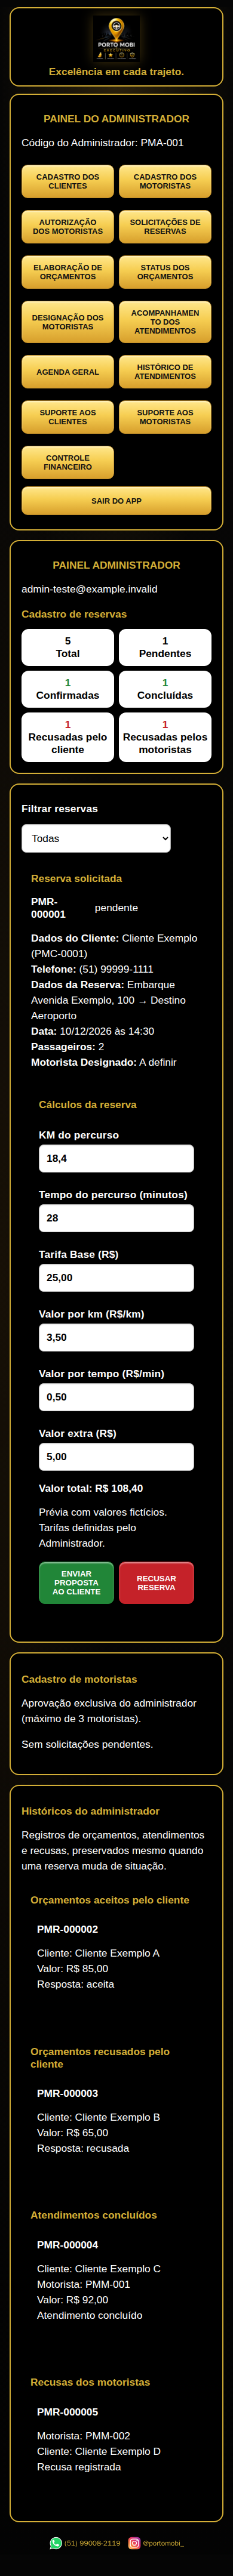 PORTO MOBI
EXECUTIVO
Excelência em cada trajeto.
PAINEL DO ADMINISTRADOR
Código do Administrador: PMA-001
CADASTRO DOS
CLIENTES
CADASTRO DOS
MOTORISTAS
AUTORIZAÇÃO
DOS MOTORISTAS
SOLICITAÇÕES DE
RESERVAS
ELABORAÇÃO DE
ORÇAMENTOS
STATUS DOS
ORÇAMENTOS
DESIGNAÇÃO DOS
MOTORISTAS
ACOMPANHAMEN
TO DOS
ATENDIMENTOS
AGENDA GERAL
HISTÓRICO DE
ATENDIMENTOS
SUPORTE AOS
CLIENTES
SUPORTE AOS
MOTORISTAS
CONTROLE
FINANCEIRO
SAIR DO APP
PAINEL ADMINISTRADOR
admin-teste@example.invalid
Cadastro de reservas
5
Total
1
Pendentes
1
Confirmadas
1
Concluídas
1
Recusadas pelo
cliente
1
Recusadas pelos
motoristas
Filtrar reservas
Todas
Reserva solicitada
PMR-
000001
pendente
Dados do Cliente: Cliente Exemplo
(PMC-0001)
Telefone: (51) 99999-1111
Dados da Reserva: Embarque
Avenida Exemplo, 100 → Destino
Aeroporto
Data: 10/12/2026 às 14:30
Passageiros: 2
Motorista Designado: A definir
Cálculos da reserva
KM do percurso
18,4
Tempo do percurso (minutos)
28
Tarifa Base (R$)
25,00
Valor por km (R$/km)
3,50
Valor por tempo (R$/min)
0,50
Valor extra (R$)
5,00
Valor total: R$ 108,40
Prévia com valores fictícios.
Tarifas definidas pelo
Administrador.
ENVIAR
PROPOSTA
AO CLIENTE
RECUSAR
RESERVA
Cadastro de motoristas
Aprovação exclusiva do administrador
(máximo de 3 motoristas).
Sem solicitações pendentes.
Históricos do administrador
Registros de orçamentos, atendimentos
e recusas, preservados mesmo quando
uma reserva muda de situação.
Orçamentos aceitos pelo cliente
PMR-000002
Cliente: Cliente Exemplo A
Valor: R$ 85,00
Resposta: aceita
Orçamentos recusados pelo
cliente
PMR-000003
Cliente: Cliente Exemplo B
Valor: R$ 65,00
Resposta: recusada
Atendimentos concluídos
PMR-000004
Cliente: Cliente Exemplo C
Motorista: PMM-001
Valor: R$ 92,00
Atendimento concluído
Recusas dos motoristas
PMR-000005
Motorista: PMM-002
Cliente: Cliente Exemplo D
Recusa registrada
(51) 99008-2119 @portomobi_